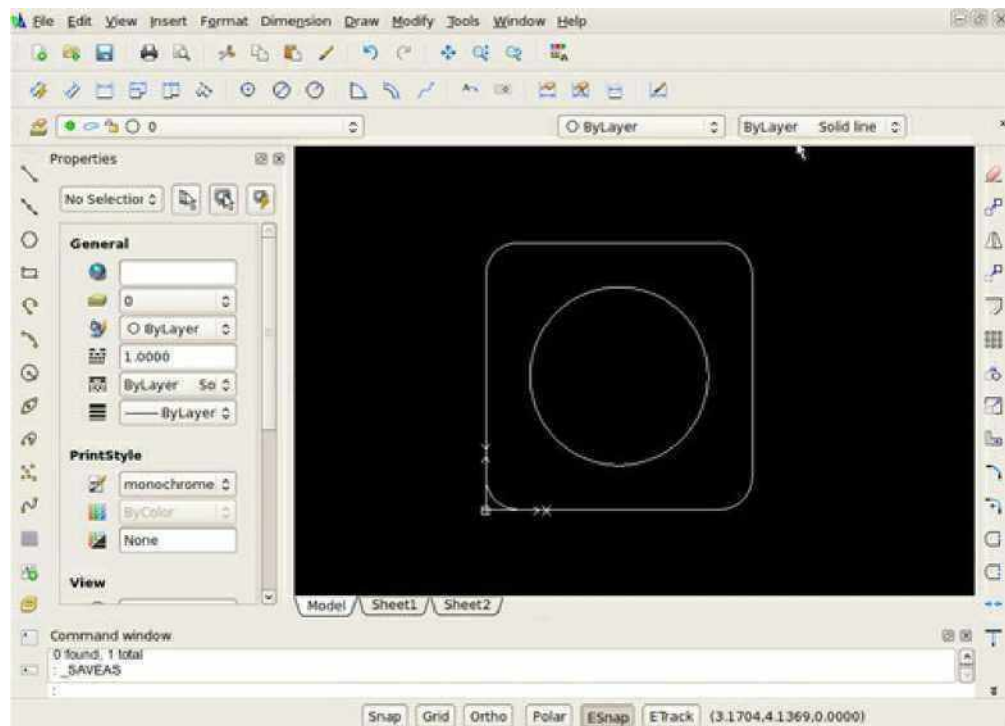 File Edit View Insert Format Dimension Draw Modify Tools Window Help
0 ByLayer ByLayer Solid line
Properties
No Selection
General
0
ByLayer
1.0000
ByLayer So
ByLayer
PrintStyle
monochrome
ByColor
None
View
Model Sheet1 Sheet2
Command window
0 found, 1 total
: _SAVEAS
:
Snap Grid Ortho Polar ESnap ETrack (3.1704,4.1369,0.0000)